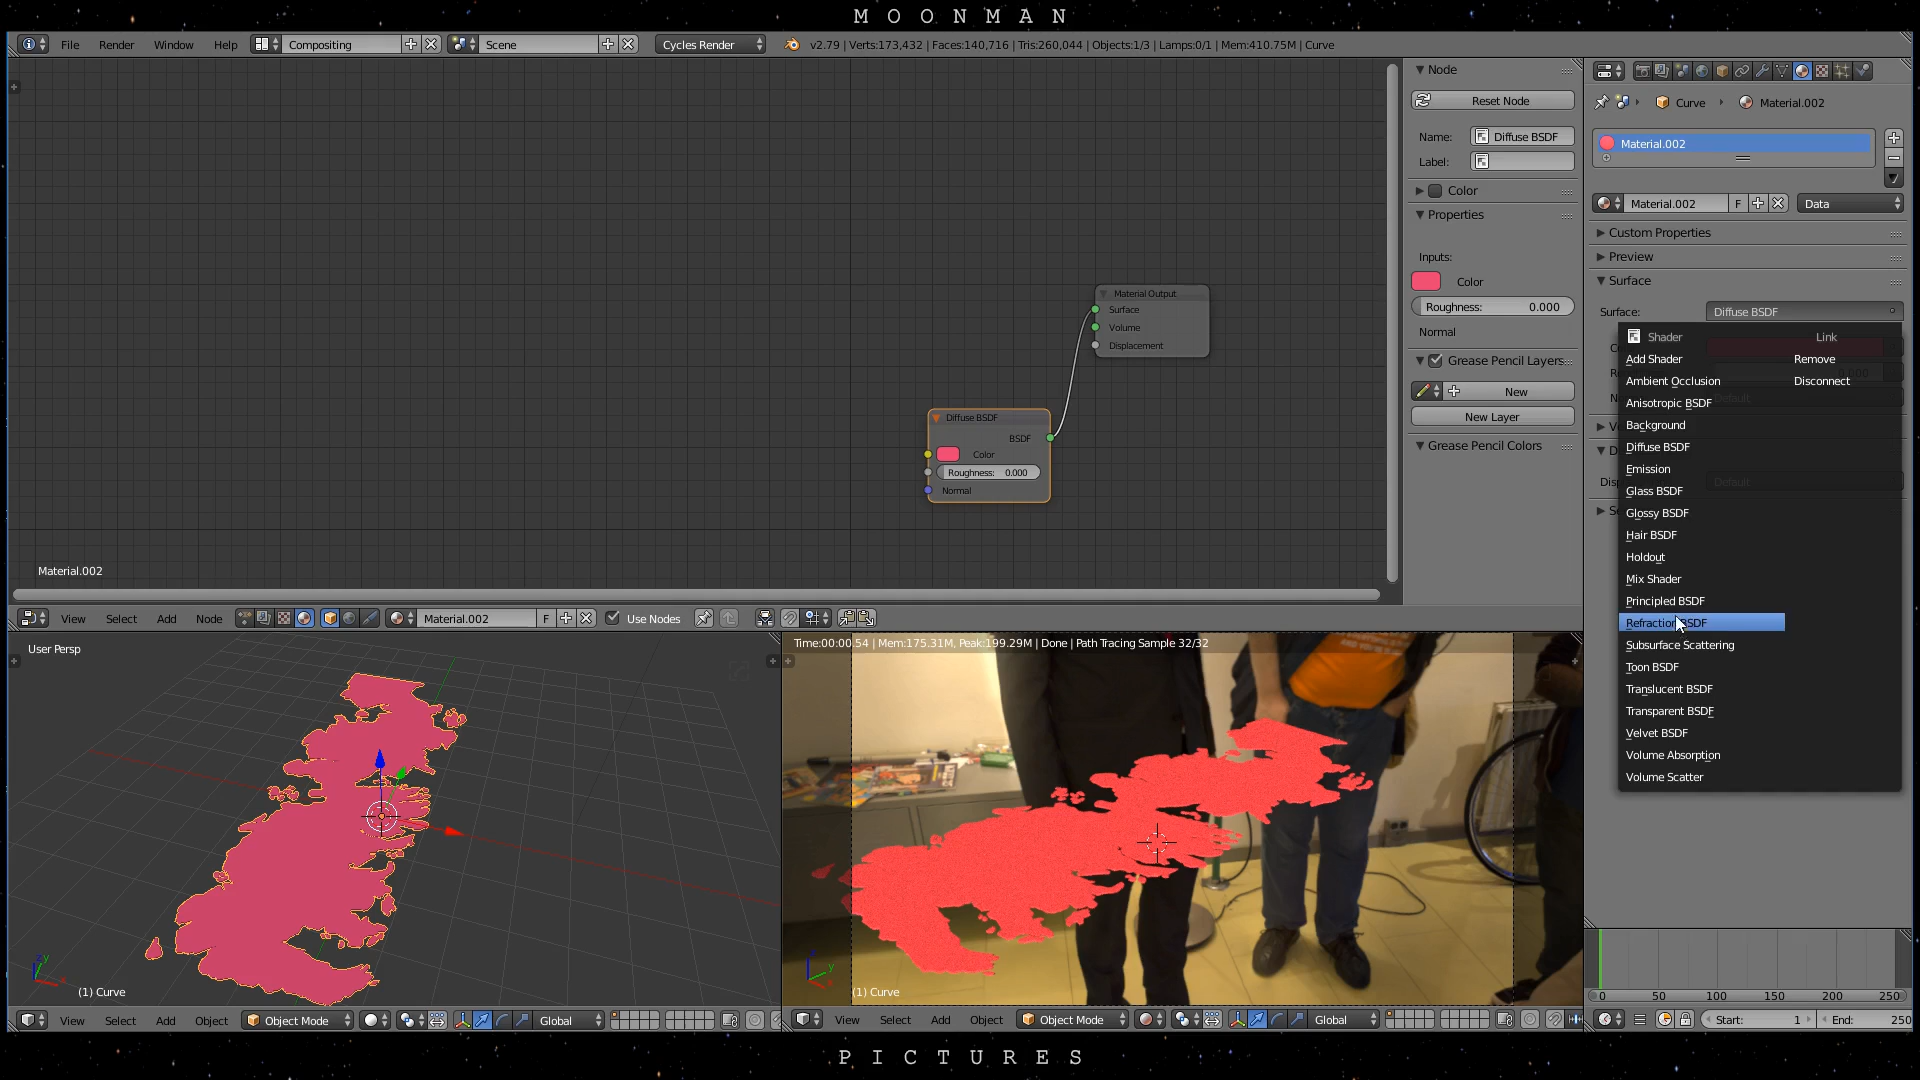 MOONMAN
File Render Window Help Compositing Scene Cycles Render v2.79 | Verts:173,432 | Faces:140,716 | Tris:260,044 | Objects:1/3 | Lamps:0/1 | Mem:410.75M | Curve
Material Output
Surface
Volume
Displacement
Diffuse BSDF
BSDF
Color
Roughness: 0.000
Normal
Material.002
View Select Add Node Material.002 F Use Nodes
Node
Reset Node
Name: Diffuse BSDF
Label:
Color
Properties
Inputs:
Color
Roughness: 0.000
Normal
Grease Pencil Layers
New
New Layer
Grease Pencil Colors
Curve Material.002
Material.002
Material.002 F Data
Custom Properties
Preview
Surface
Surface: Diffuse BSDF
Shader Link
Add Shader Remove
Ambient Occlusion Disconnect
Anisotropic BSDF
Background
Diffuse BSDF
Emission
Glass BSDF
Glossy BSDF
Hair BSDF
Holdout
Mix Shader
Principled BSDF
Refraction BSDF
Subsurface Scattering
Toon BSDF
Translucent BSDF
Transparent BSDF
Velvet BSDF
Volume Absorption
Volume Scatter
User Persp
(1) Curve
View Select Add Object Object Mode Global
Time:00:00.54 | Mem:175.31M, Peak:199.29M | Done | Path Tracing Sample 32/32
(1) Curve
View Select Add Object Object Mode Global
0 50 100 150 200 250
Start: 1 End: 250
PICTURES